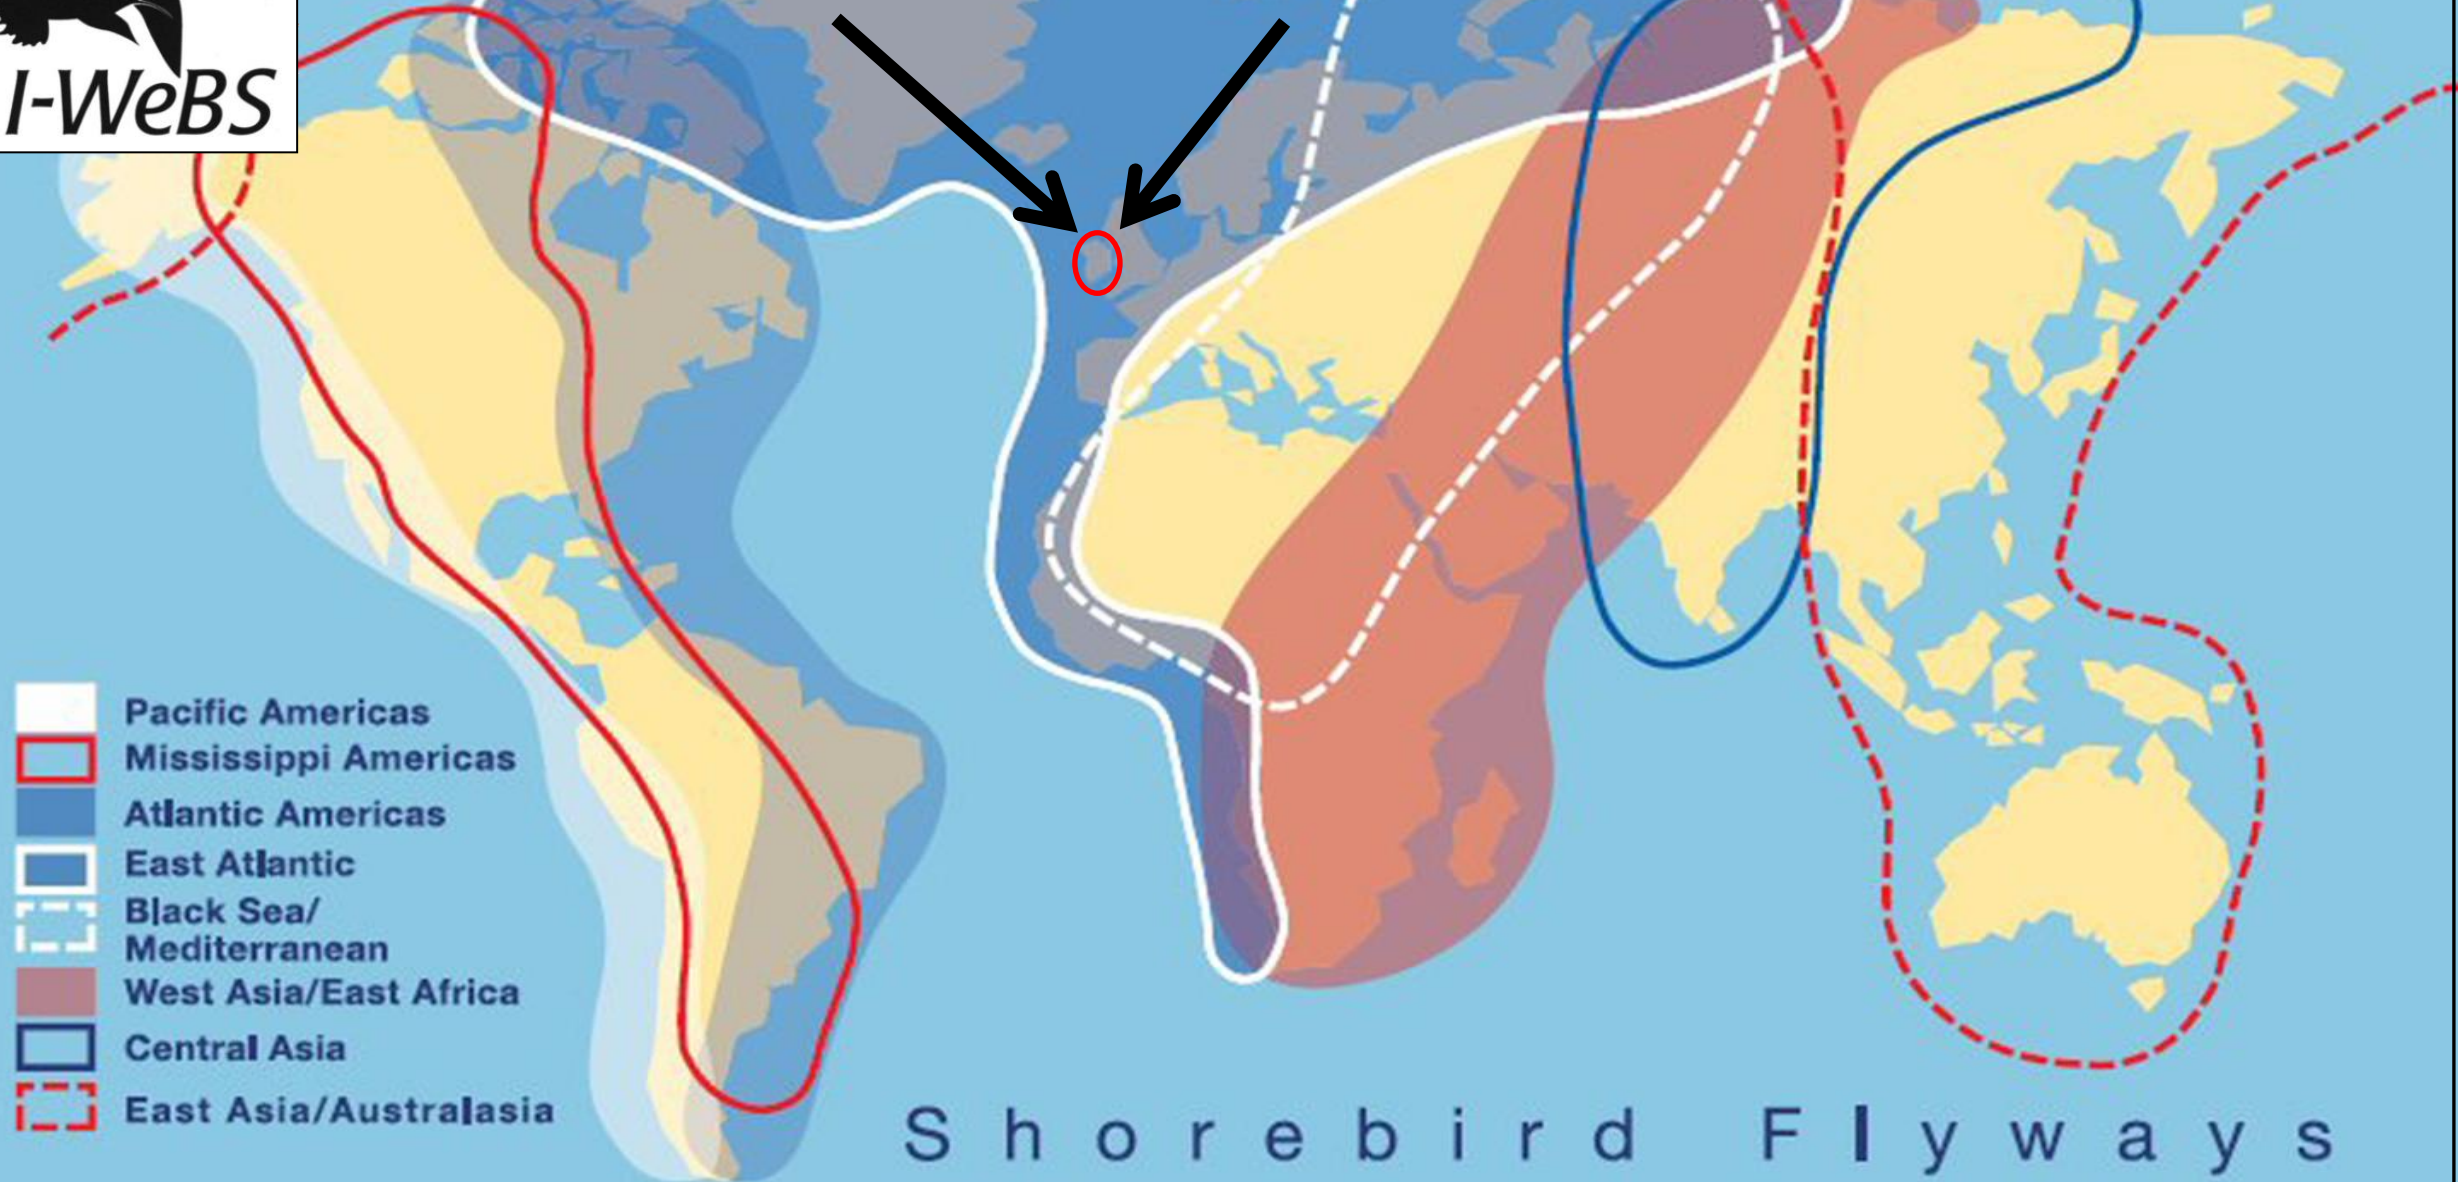 I-WeBS
Pacific Americas
Mississippi Americas
Atlantic Americas
East Atlantic
Black Sea/
Mediterranean
West Asia/East Africa
Central Asia
East Asia/Australasia
Shorebird Flyways